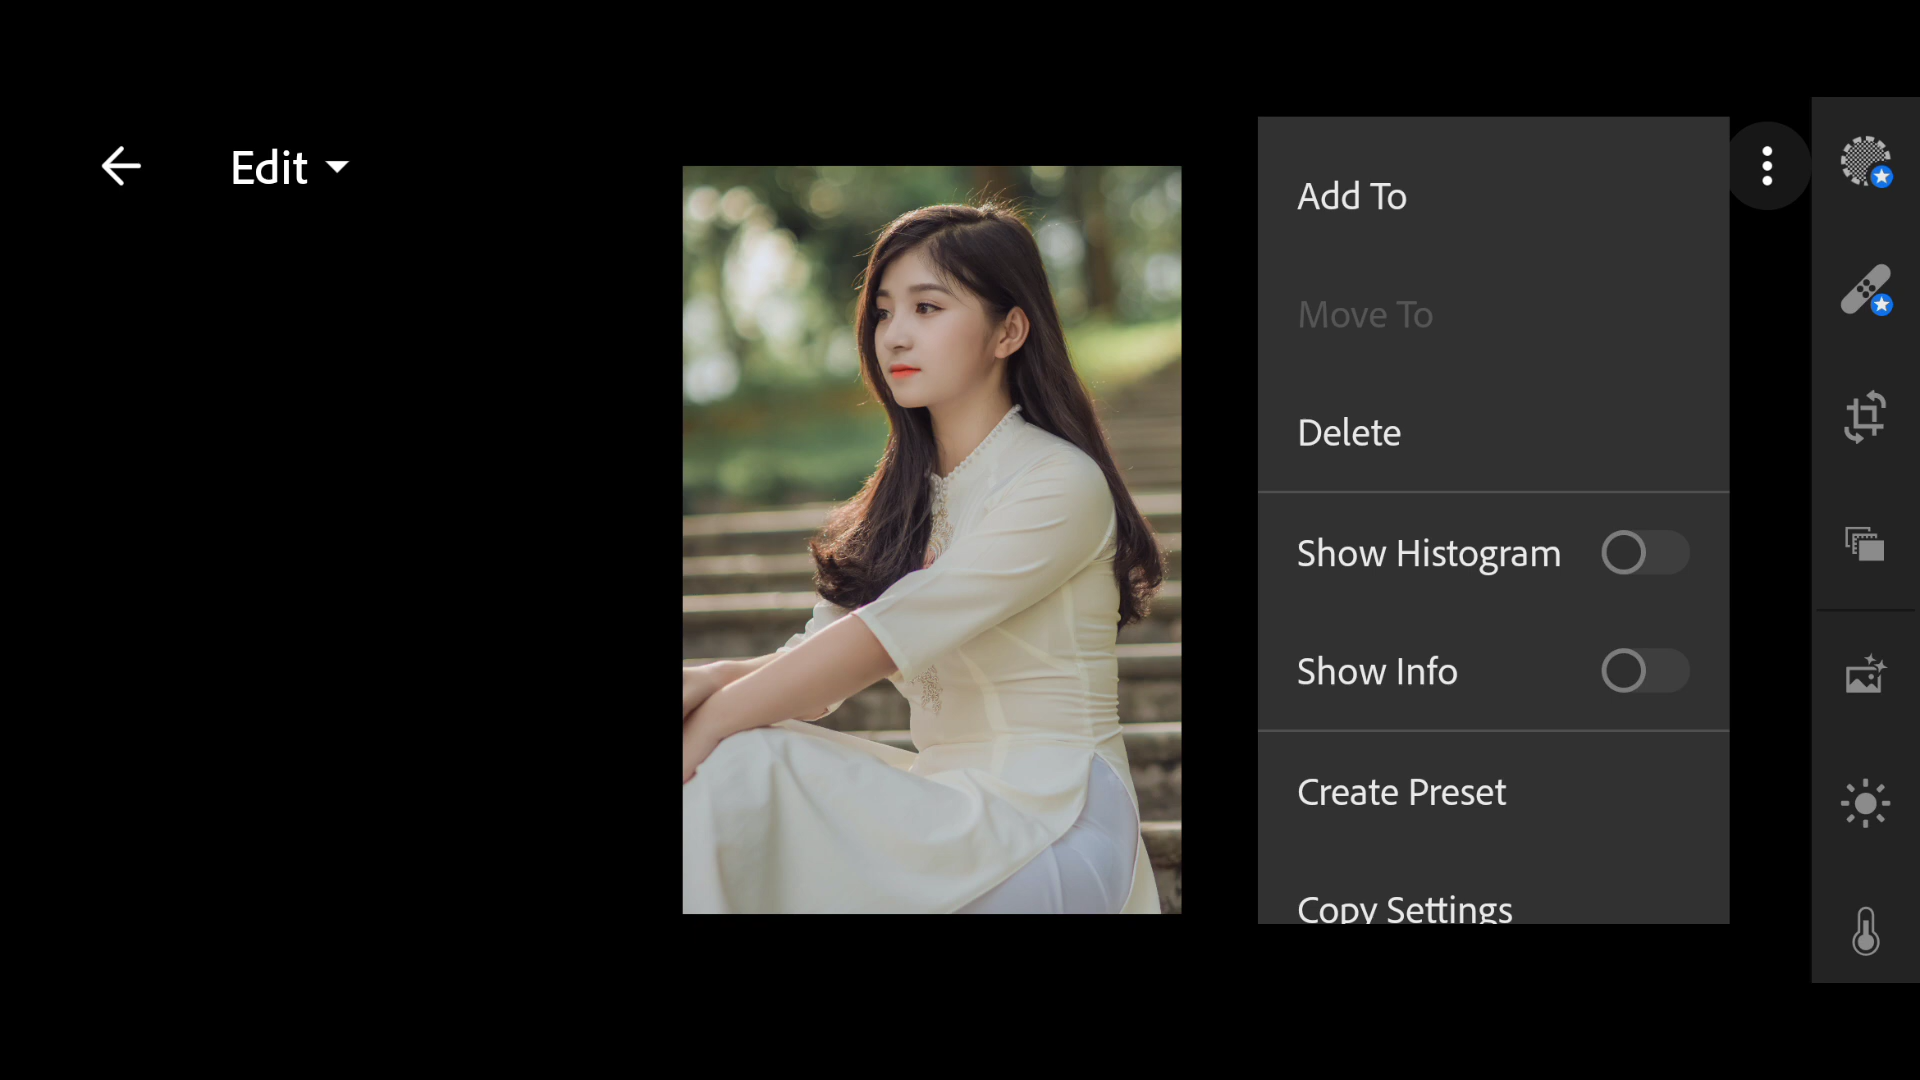 Edit
Add To
Move To
Delete
Show Histogram
Show Info
Create Preset
Copy Settings